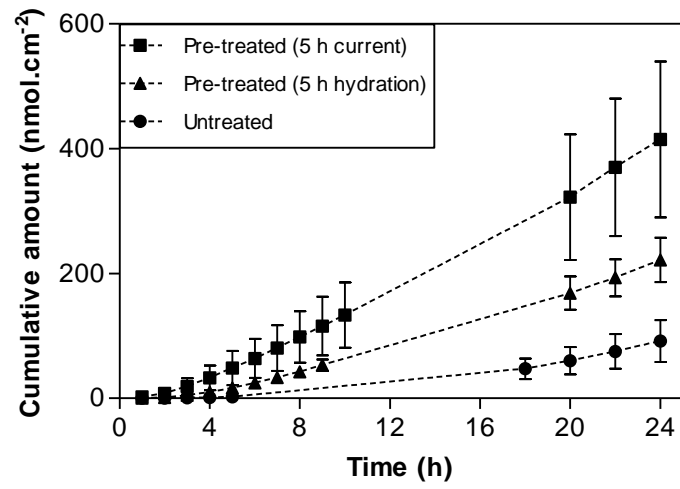 Pre-treated (5 h current)
Pre-treated (5 h hydration)
Untreated
600
400
200
0
Cumulative amount (nmol.cm⁻²)
0 4 8 12 16 20 24
Time (h)